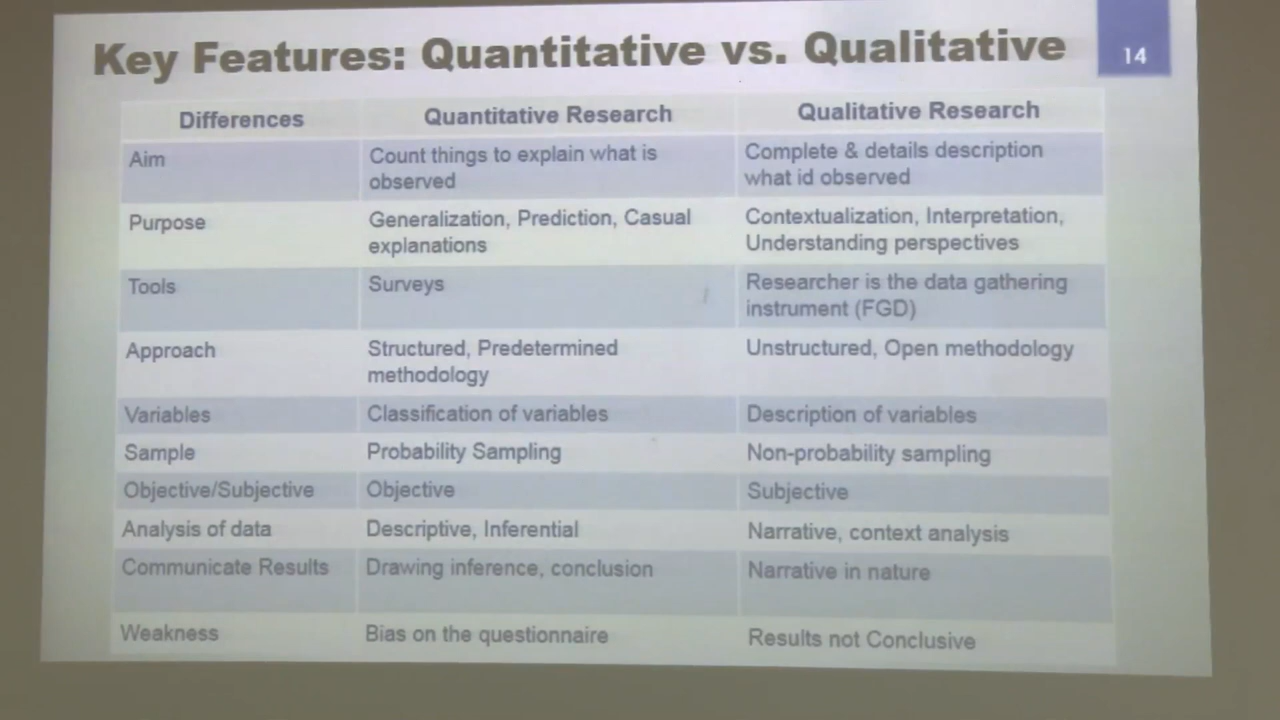 Key Features: Quantitative vs. Qualitative
14
Differences
Quantitative Research
Qualitative Research
Aim
Count things to explain what is
observed
Complete & details description
what id observed
Purpose
Generalization, Prediction, Casual
explanations
Contextualization, Interpretation,
Understanding perspectives
Tools
Surveys
Researcher is the data gathering
instrument (FGD)
Approach
Structured, Predetermined
methodology
Unstructured, Open methodology
Variables
Classification of variables
Description of variables
Sample
Probability Sampling
Non-probability sampling
Objective/Subjective
Objective
Subjective
Analysis of data
Descriptive, Inferential
Narrative, context analysis
Communicate Results
Drawing inference, conclusion
Narrative in nature
Weakness
Bias on the questionnaire
Results not Conclusive